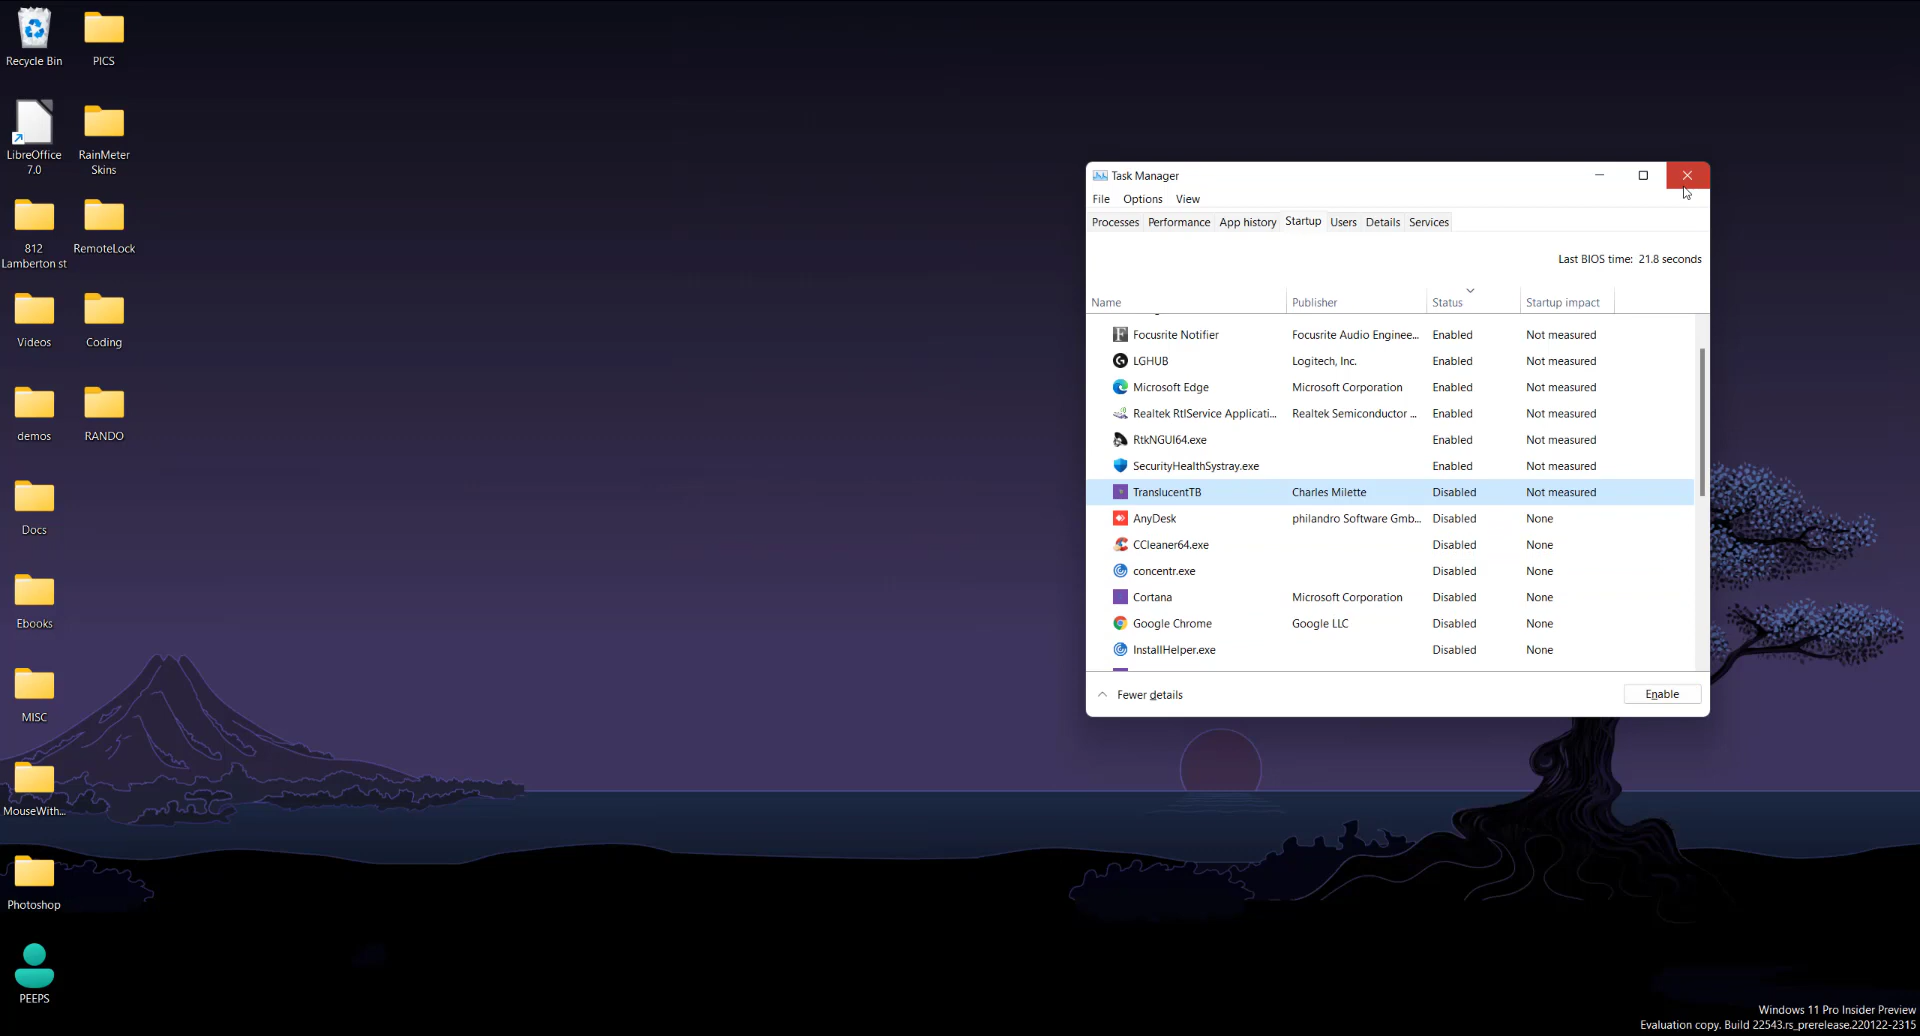 Recycle Bin
PICS
LibreOffice
7.0
RainMeter
Skins
812
Lamberton st
RemoteLock
Videos
Coding
demos
RANDO
Docs
Ebooks
MISC
MouseWith...
Photoshop
PEEPS
Task Manager
File Options View
Processes Performance App history Startup Users Details Services
Last BIOS time: 21.8 seconds
Name Publisher Status Startup impact
Focusrite Notifier Focusrite Audio Enginee... Enabled Not measured
LGHUB Logitech, Inc. Enabled Not measured
Microsoft Edge Microsoft Corporation Enabled Not measured
Realtek RtlService Applicati... Realtek Semiconductor ... Enabled Not measured
RtkNGUI64.exe Enabled Not measured
SecurityHealthSystray.exe Enabled Not measured
TranslucentTB Charles Milette Disabled Not measured
AnyDesk philandro Software Gmb... Disabled None
CCleaner64.exe Disabled None
concentr.exe Disabled None
Cortana Microsoft Corporation Disabled None
Google Chrome Google LLC Disabled None
InstallHelper.exe Disabled None
Fewer details Enable
Windows 11 Pro Insider Preview
Evaluation copy. Build 22543.rs_prerelease.220122-2315